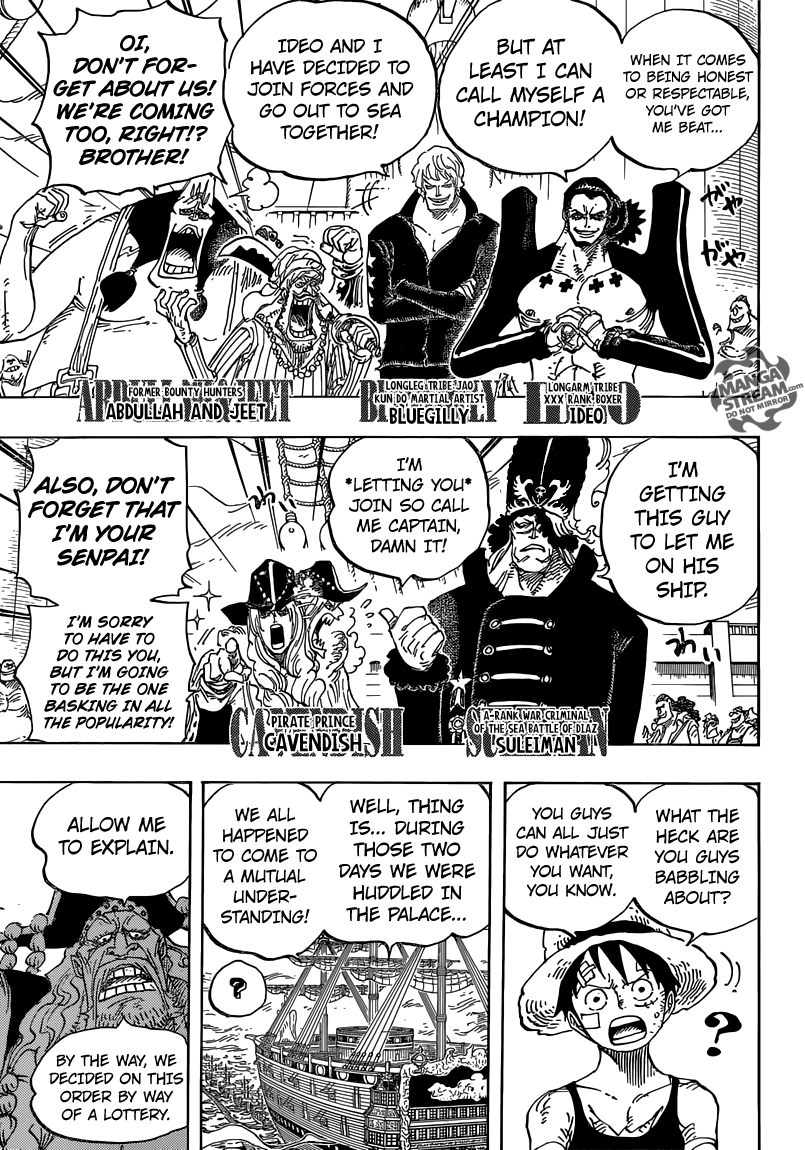 WHEN IT COMES
TO BEING HONEST
OR RESPECTABLE,
YOU'VE GOT
ME BEAT...
BUT AT
LEAST I CAN
CALL MYSELF A
CHAMPION!
IDEO AND I
HAVE DECIDED TO
JOIN FORCES AND
GO OUT TO SEA
TOGETHER!
OI,
DON'T FOR-
GET ABOUT US!
WE'RE COMING
TOO, RIGHT!?
BROTHER!
がや
がや
LONGARM TRIBE
XXX RANK BOXER
IDEO
LONGLEG TRIBE JAO
KUN DO MARTIAL ARTIST
BLUEGILLY
FORMER BOUNTY HUNTERS
ABDULLAH AND JEET
MANGA
STREAM.COM
DO NOT MIRROR
I'M
GETTING
THIS GUY
TO LET ME
ON HIS
SHIP.
I'M
*LETTING YOU*
JOIN SO CALL
ME CAPTAIN,
DAMN IT!
ALSO, DON'T
FORGET THAT
I'M YOUR
SENPAI!
I'M SORRY
TO HAVE TO
DO THIS YOU,
BUT I'M GOING
TO BE THE ONE
BASKING IN ALL
THE POPULARITY!
A-RANK WAR CRIMINAL
OF THE SEA BATTLE OF DIAZ
SULEIMAN
PIRATE PRINCE
CAVENDISH
WHAT THE
HECK ARE
YOU GUYS
BABBLING
ABOUT?
YOU GUYS
CAN ALL JUST
DO WHATEVER
YOU WANT,
YOU KNOW.
?
WELL, THING
IS... DURING
THOSE TWO
DAYS WE WERE
HUDDLED IN
THE PALACE...
WE ALL
HAPPENED
TO COME TO
A MUTUAL
UNDER-
STANDING!
?
ALLOW ME
TO EXPLAIN.
BY THE WAY, WE
DECIDED ON THIS
ORDER BY WAY
OF A LOTTERY.